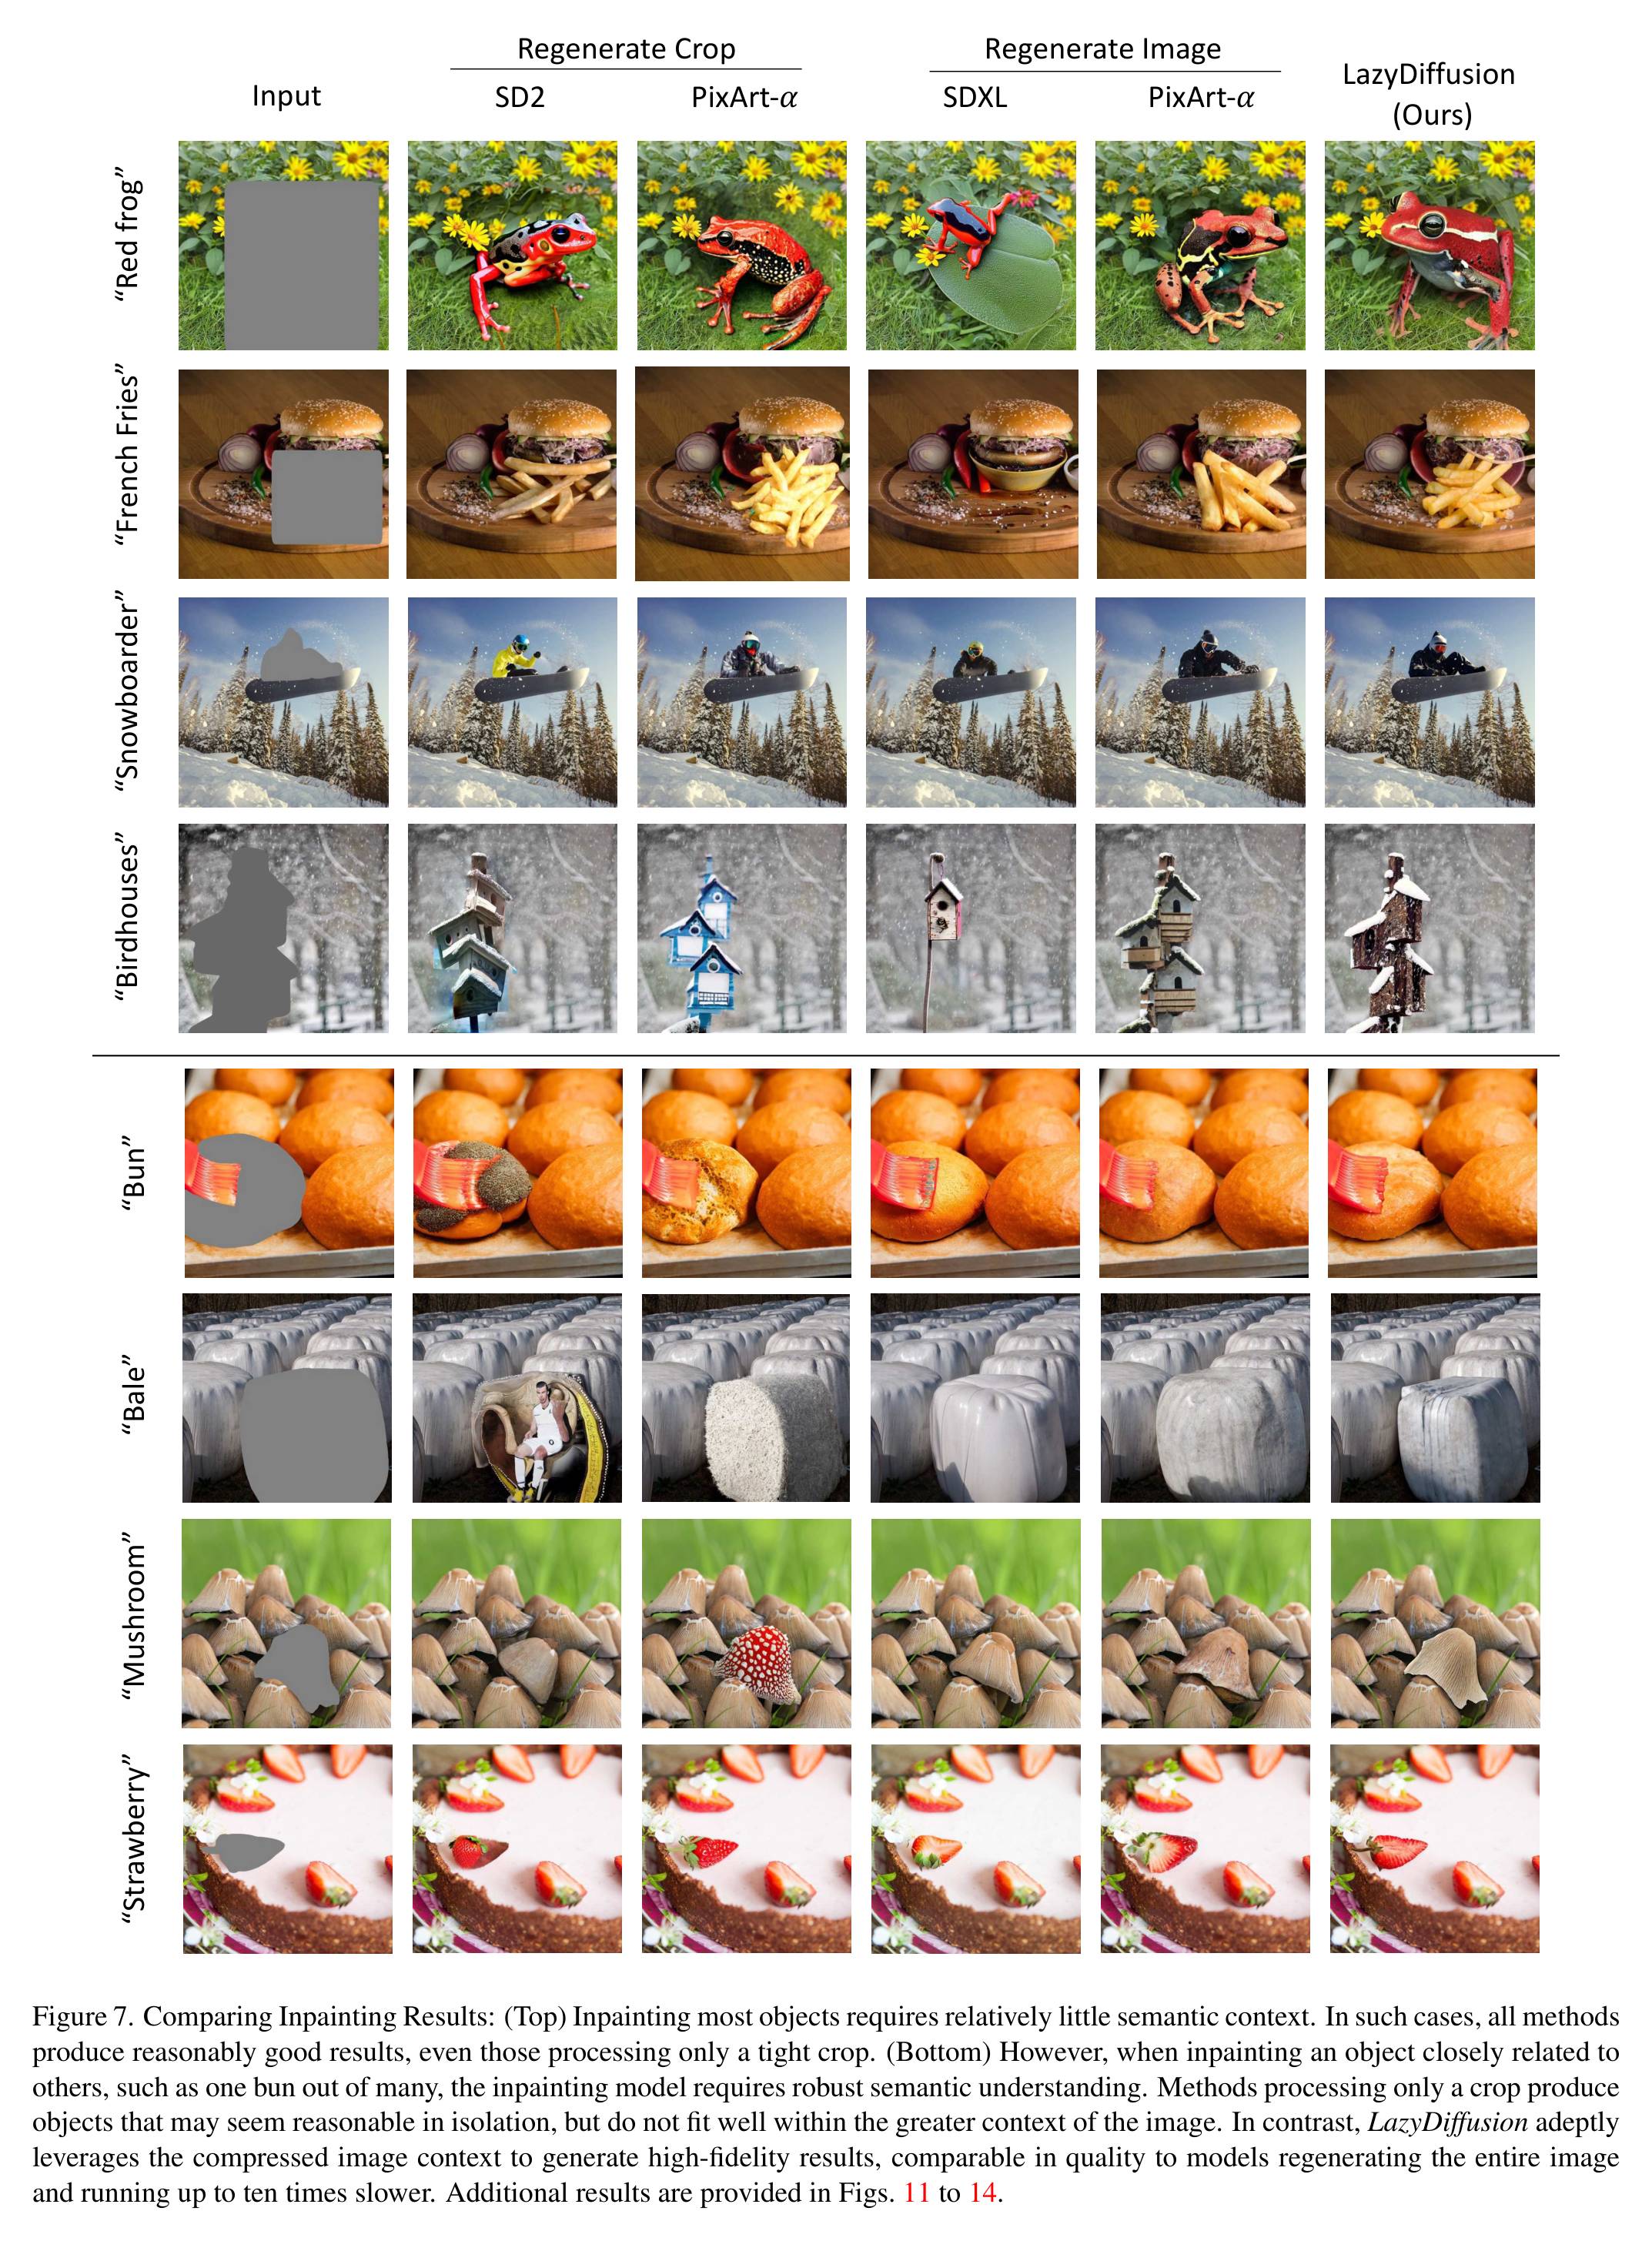 Regenerate Crop
Regenerate Image
LazyDiffusion
(Ours)
Input
SD2
PixArt-α
SDXL
PixArt-α
“Red frog”
“French Fries”
“Snowboarder”
“Birdhouses”
“Bun”
“Bale”
“Mushroom”
“Strawberry”
Figure 7. Comparing Inpainting Results: (Top) Inpainting most objects requires relatively little semantic context. In such cases, all methods
produce reasonably good results, even those processing only a tight crop. (Bottom) However, when inpainting an object closely related to
others, such as one bun out of many, the inpainting model requires robust semantic understanding. Methods processing only a crop produce
objects that may seem reasonable in isolation, but do not fit well within the greater context of the image. In contrast, LazyDiffusion adeptly
leverages the compressed image context to generate high-fidelity results, comparable in quality to models regenerating the entire image
and running up to ten times slower. Additional results are provided in Figs. 11 to 14.